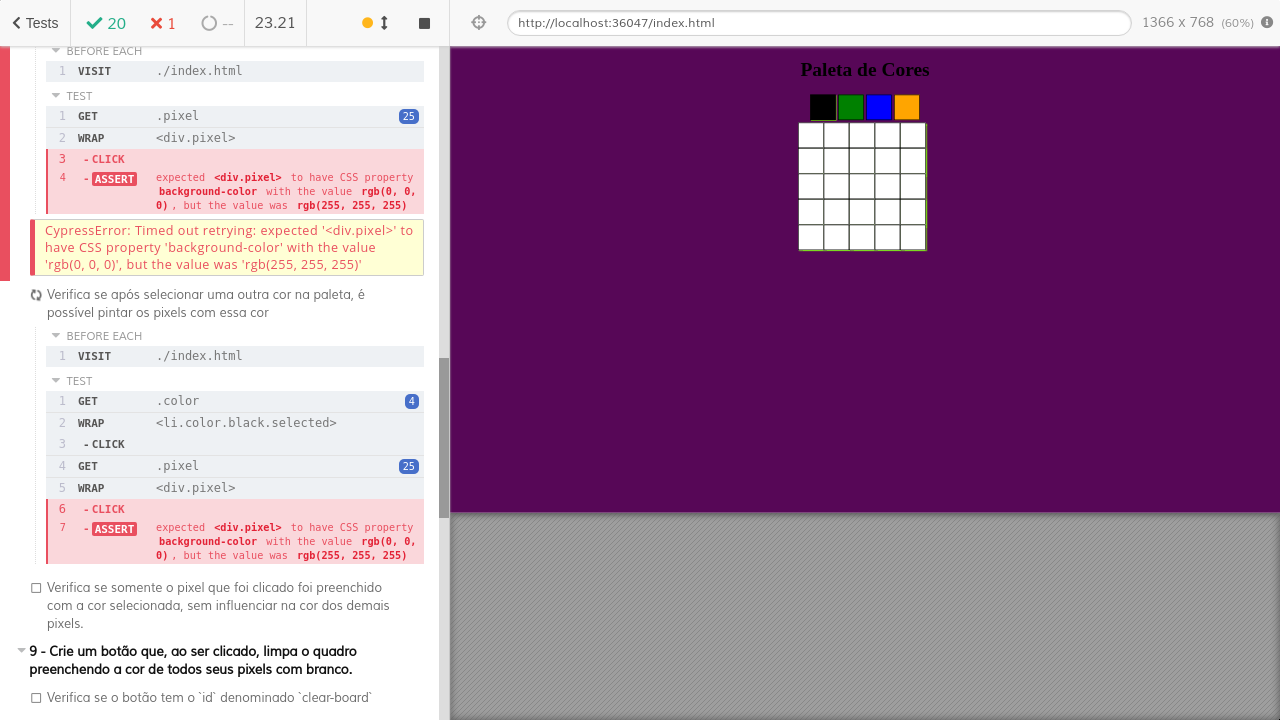 Tests
20
1
--
23.21
http://localhost:36047/index.html
1366 x 768 (60%)
BEFORE EACH
1 VISIT ./index.html
TEST
1 GET .pixel 25
2 WRAP <div.pixel>
3 - CLICK
4 - ASSERT expected <div.pixel> to have CSS property
background-color with the value rgb(0, 0,
0), but the value was rgb(255, 255, 255)
CypressError: Timed out retrying: expected '<div.pixel>' to
have CSS property 'background-color' with the value
'rgb(0, 0, 0)', but the value was 'rgb(255, 255, 255)'
Verifica se após selecionar uma outra cor na paleta, é
possível pintar os pixels com essa cor
BEFORE EACH
1 VISIT ./index.html
TEST
1 GET .color 4
2 WRAP <li.color.black.selected>
3 - CLICK
4 GET .pixel 25
5 WRAP <div.pixel>
6 - CLICK
7 - ASSERT expected <div.pixel> to have CSS property
background-color with the value rgb(0, 0,
0), but the value was rgb(255, 255, 255)
Verifica se somente o pixel que foi clicado foi preenchido
com a cor selecionada, sem influenciar na cor dos demais
pixels.
9 - Crie um botão que, ao ser clicado, limpa o quadro
preenchendo a cor de todos seus pixels com branco.
Verifica se o botão tem o `id` denominado `clear-board`
Paleta de Cores